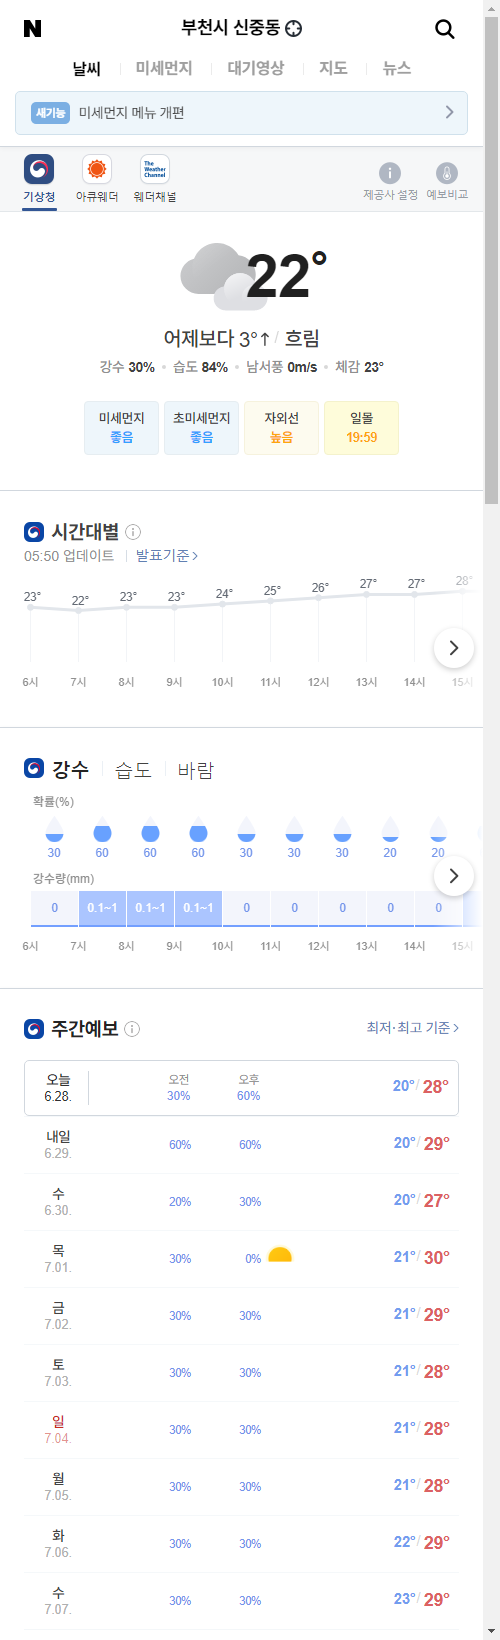 N 부천시 신중동
날씨 미세먼지 대기영상 지도 뉴스
새기능 미세먼지 메뉴 개편
The Weather Channel
기상청 아큐웨더 웨더채널 제공사 설정 예보비교
22°
어제보다 3°↑ / 흐림
강수 30% 습도 84% 남서풍 0m/s 체감 23°
미세먼지 초미세먼지 자외선 일몰
좋음 좋음 높음 19:59
시간대별
05:50 업데이트 발표기준 >
23° 22° 23° 23° 24° 25° 26° 27° 27° 28°
6시 7시 8시 9시 10시 11시 12시 13시 14시 15시
강수 습도 바람
확률(%)
30 60 60 60 30 30 30 20 20
강수량(mm)
0 0.1~1 0.1~1 0.1~1 0 0 0 0 0
6시 7시 8시 9시 10시 11시 12시 13시 14시 15시
주간예보 최저·최고 기준 >
오늘 오전 오후
6.28. 30% 60% 20°/ 28°
내일
6.29. 60% 60% 20°/ 29°
수
6.30. 20% 30% 20°/ 27°
목
7.01. 30% 0% 21°/ 30°
금
7.02. 30% 30% 21°/ 29°
토
7.03. 30% 30% 21°/ 28°
일
7.04. 30% 30% 21°/ 28°
월
7.05. 30% 30% 21°/ 28°
화
7.06. 30% 30% 22°/ 29°
수
7.07. 30% 30% 23°/ 29°